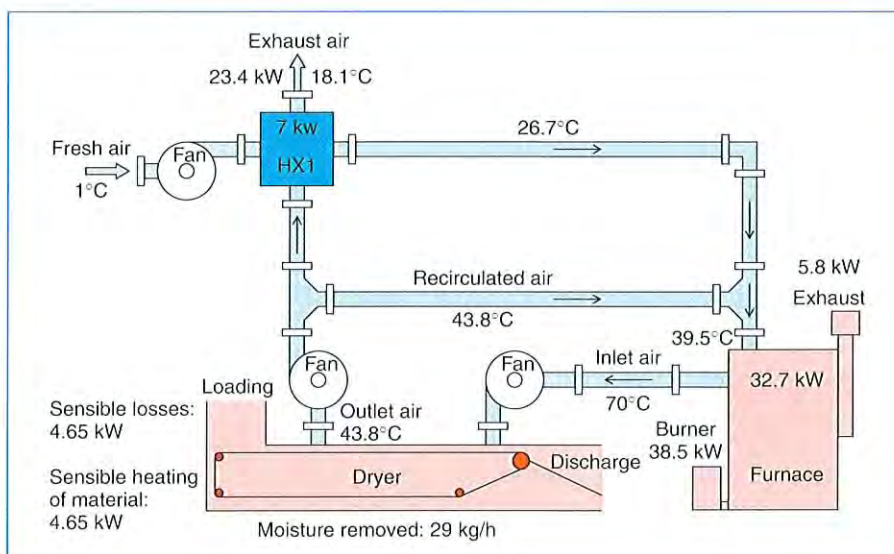 Exhaust air
23.4 kW 18.1°C
7 kw
HX1
Fresh air
1°C
Fan
26.7°C
Recirculated air
43.8°C
5.8 kW
Exhaust
39.5°C
Fan
Inlet air
70°C
32.7 kW
Furnace
Burner
38.5 kW
Fan
Outlet air
43.8°C
Loading
Sensible losses:
4.65 kW
Sensible heating
of material:
4.65 kW
Dryer
Discharge
Moisture removed: 29 kg/h